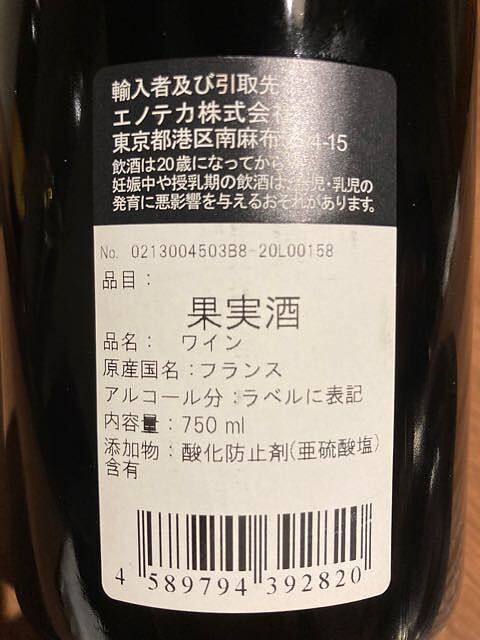 輸入者及び引取先
エノテカ株式会
東京都港区南麻布 4-15
飲酒は20歳になってから
妊娠中や授乳期の飲酒は 児・乳児の
発育に悪影響を与えるおそれがあります。
No. 0213004503B8-20L00158
品目：
果実酒
品名： ワイン
原産国名：フランス
アルコール分：ラベルに表記
内容量：750 ml
添加物：酸化防止剤(亜硫酸塩)
含有
4 589794 392820